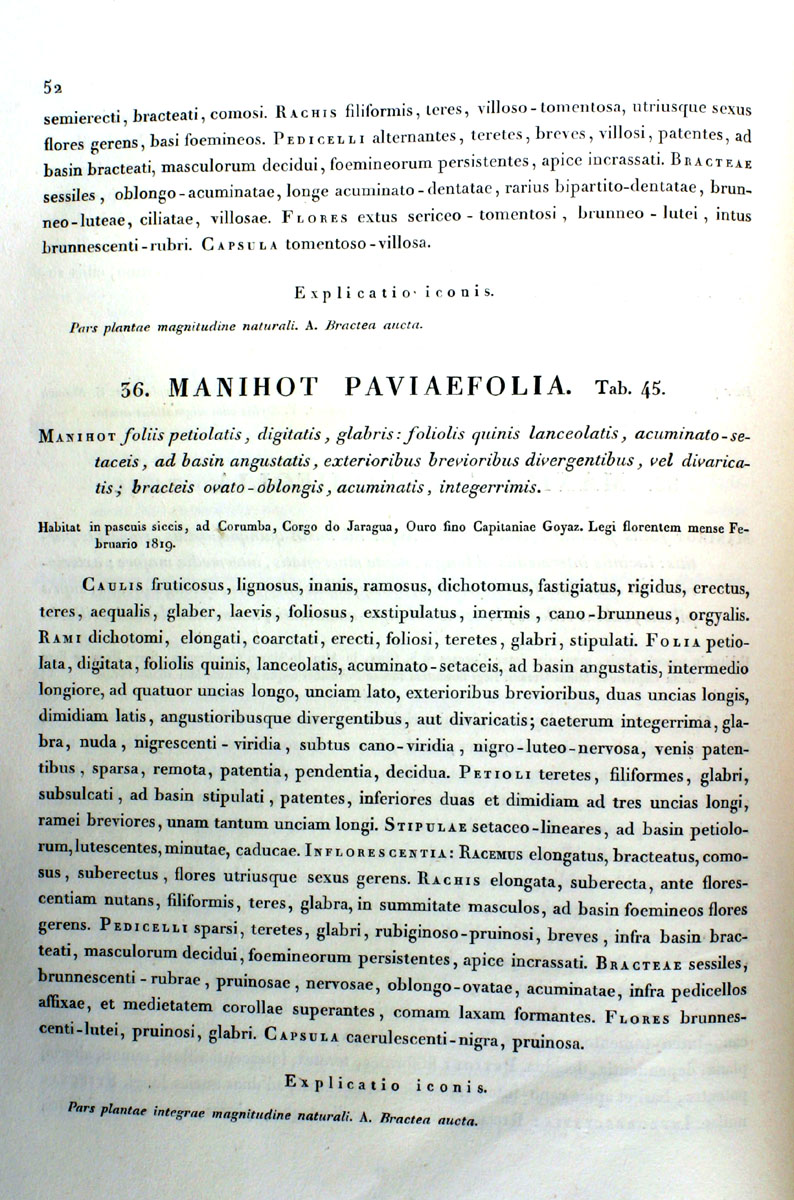 52
semierecti, bracteati, comosi. RACHIS filiformis, teres, villoso-tomentosa, utriusque sexus
flores gerens, basi foemineos. PEDICELLI alternantes, teretes, breves, villosi, patentes, ad
basin bracteati, masculorum decidui, foemineorum persistentes, apice incrassati. BRACTEAE
sessiles, oblongo-acuminatae, longe acuminato-dentatae, rarius bipartito-dentatae, brun-
neo-luteae, ciliatae, villosae. FLORES extus sericeo-tomentosi, brunneo-lutei, intus
brunnescenti-rubri. CAPSULA tomentoso-villosa.
Explicatio iconis.
Pars plantae magnitudine naturali. A. Bractea aucta.
36. MANIHOT PAVIAEFOLIA. Tab. 45.
MANIHOT foliis petiolatis, digitatis, glabris: foliolis quinis lanceolatis, acuminato-se-
taceis, ad basin angustatis, exterioribus brevioribus divergentibus, vel divarica-
tis; bracteis ovato-oblongis, acuminatis, integerrimis.
Habitat in pascuis siccis, ad Corumba, Corgo do Jaragua, Ouro fino Capitaniae Goyaz. Legi florentem mense Fe-
bruario 1819.
CAULIS fruticosus, lignosus, inanis, ramosus, dichotomus, fastigiatus, rigidus, erectus,
teres, aequalis, glaber, laevis, foliosus, exstipulatus, inermis, cano-brunneus, orgyalis.
RAMI dichotomi, elongati, coarctati, erecti, foliosi, teretes, glabri, stipulati. FOLIA petio-
lata, digitata, foliolis quinis, lanceolatis, acuminato-setaceis, ad basin angustatis, intermedio
longiore, ad quatuor uncias longo, unciam lato, exterioribus brevioribus, duas uncias longis,
dimidiam latis, angustioribusque divergentibus, aut divaricatis; caeterum integerrima, gla-
bra, nuda, nigrescenti-viridia, subtus cano-viridia, nigro-luteo-nervosa, venis paten-
tibus, sparsa, remota, patentia, pendentia, decidua. PETIOLI teretes, filiformes, glabri,
subsulcati, ad basin stipulati, patentes, inferiores duas et dimidiam ad tres uncias longi,
ramei breviores, unam tantum unciam longi. STIPULAE setaceo-lineares, ad basin petiolo-
rum, lutescentes, minutae, caducae. INFLORESCENTIA: RACEMUS elongatus, bracteatus, como-
sus, suberectus, flores utriusque sexus gerens. RACHIS elongata, suberecta, ante flores-
centiam nutans, filiformis, teres, glabra, in summitate masculos, ad basin foemineos flores
gerens. PEDICELLI sparsi, teretes, glabri, rubiginoso-pruinosi, breves, infra basin brac-
teati, masculorum decidui, foemineorum persistentes, apice incrassati. BRACTEAE sessiles,
brunnescenti-rubrae, pruinosae, nervosae, oblongo-ovatae, acuminatae, infra pedicellos
affixae, et medietatem corollae superantes, comam laxam formantes. FLORES brunnes-
centi-lutei, pruinosi, glabri. CAPSULA caerulescenti-nigra, pruinosa.
Explicatio iconis.
Pars plantae integrae magnitudine naturali. A. Bractea aucta.